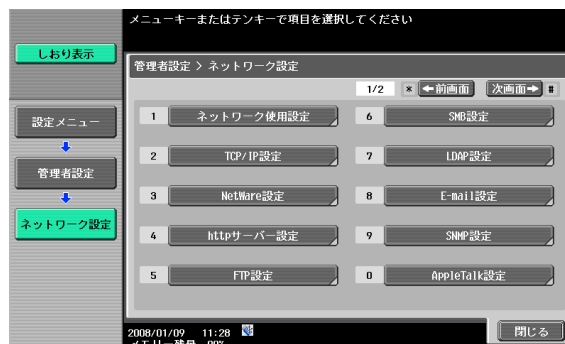 メニューキーまたはテンキーで項目を選択してください
しおり表示
管理者設定 > ネットワーク設定
1/2 * ←前画面 次画面→ #
設定メニュー
管理者設定
ネットワーク設定
1 ネットワーク使用設定
2 TCP/IP設定
3 NetWare設定
4 httpサーバー設定
5 FTP設定
6 SMB設定
7 LDAP設定
8 E-mail設定
9 SNMP設定
0 AppleTalk設定
2008/01/09 11:28
メモリー残量 99%
閉じる